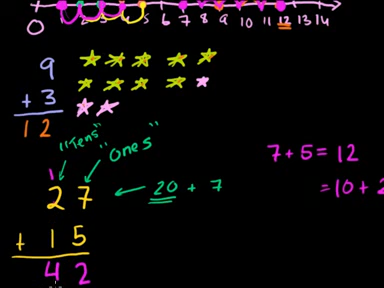 0 1 2 3 4 5 6 7 8 9 10 11 12 13 14
9
+ 3
12
"Tens"
"ones"
7 + 5 = 12
= 10 + 2
1
27
20 + 7
+ 15
42